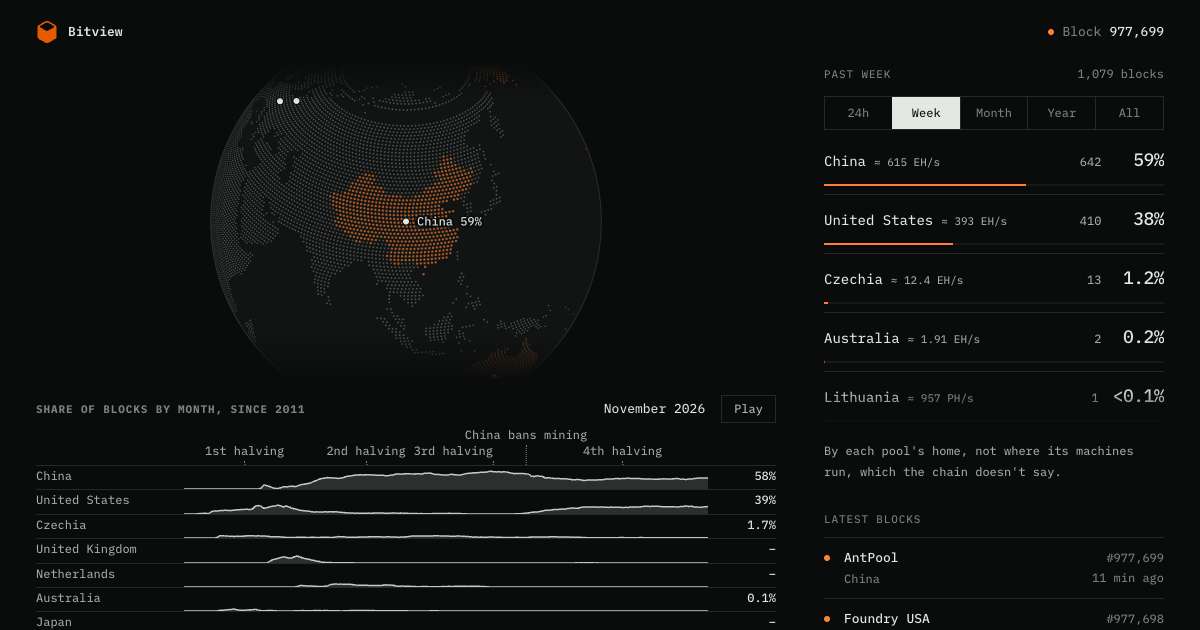 Bitview
Block 977,699
China 59%
PAST WEEK
1,079 blocks
24h Week Month Year All
China ≈ 615 EH/s 642 59%
United States ≈ 393 EH/s 410 38%
Czechia ≈ 12.4 EH/s 13 1.2%
Australia ≈ 1.91 EH/s 2 0.2%
Lithuania ≈ 957 PH/s 1 <0.1%
By each pool's home, not where its machines
run, which the chain doesn't say.
SHARE OF BLOCKS BY MONTH, SINCE 2011
November 2026
Play
China bans mining
1st halving 2nd halving 3rd halving 4th halving
China 58%
United States 39%
Czechia 1.7%
United Kingdom –
Netherlands –
Australia 0.1%
Japan –
LATEST BLOCKS
AntPool #977,699
China 11 min ago
Foundry USA #977,698